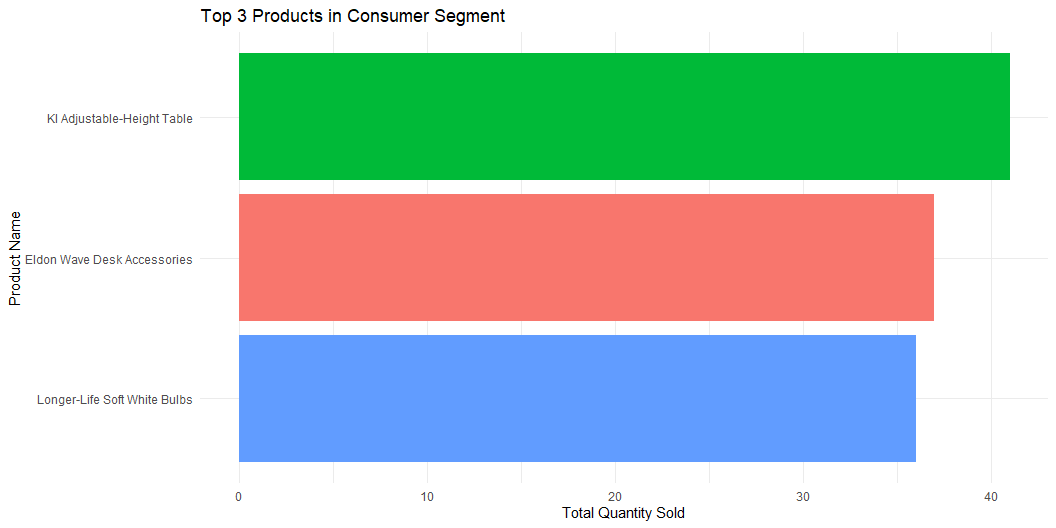 Top 3 Products in Consumer Segment
Product Name
KI Adjustable-Height Table
Eldon Wave Desk Accessories
Longer-Life Soft White Bulbs
0 10 20 30 40
Total Quantity Sold